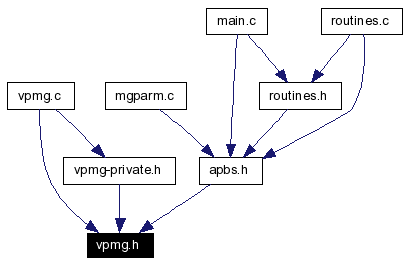 main.c
routines.c
vpmg.c
mgparm.c
routines.h
vpmg-private.h
apbs.h
vpmg.h